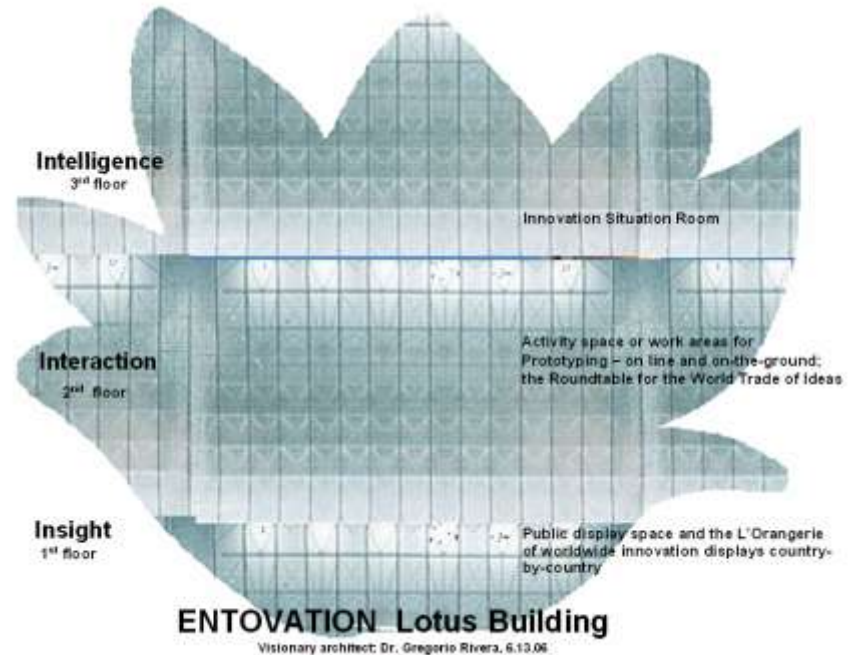 Intelligence
3rd floor
Innovation Situation Room
Interaction
2nd floor
Activity space or work areas for
Prototyping – on line and on-the-ground;
the Roundtable for the World Trade of Ideas
Insight
1st floor
Public display space and the L'Orangerie
of worldwide innovation displays country-
by-country
ENTOVATION Lotus Building
Visionary architect: Dr. Gregorio Rivera, 6.13.06